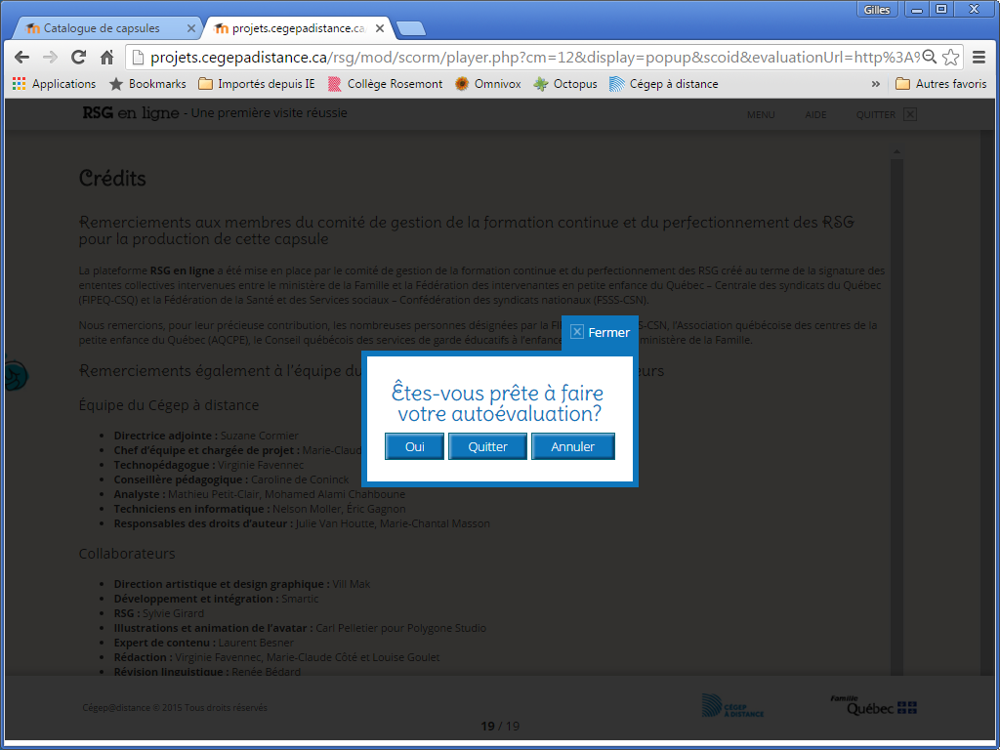 Gilles
Catalogue de capsules
projets.cegepadistance.ca
projets.cegepadistance.ca/rsg/mod/scorm/player.php?cm=12&display=popup&scoid&evaluationUrl=http%3A%
Applications Bookmarks Importés depuis IE Collège Rosemont Omnivox Octopus Cégep à distance » Autres favoris
RSG en ligne - Une première visite réussie
MENU AIDE QUITTER
Crédits
Remerciements aux membres du comité de gestion de la formation continue et du perfectionnement des RSG
pour la production de cette capsule
La plateforme RSG en ligne a été mise en place par le comité de gestion de la formation continue et du perfectionnement des RSG créé au terme de la signature des
ententes collectives intervenues entre le ministère de la Famille et la Fédération des intervenantes en petite enfance du Québec – Centrale des syndicats du Québec
(FIPEQ-CSQ) et la Fédération de la Santé et des Services sociaux – Confédération des syndicats nationaux (FSSS-CSN).
Nous remercions, pour leur précieuse contribution, les nombreuses personnes désignées par la -CSN, l'Association québécoise des centres de la
petite enfance du Québec (AQCPE), le Conseil québécois des services de garde éducatifs à l'enfance ministère de la Famille.
Remerciements également à l'équipe du
Équipe du Cégep à distance
Directrice adjointe : Suzane Cormier
Chef d'équipe et chargée de projet : Marie-Claud
Technopédagogue : Virginie Favennec
Conseillère pédagogique : Caroline de Coninck
Analyste : Mathieu Petit-Clair, Mohamed Alami Chahboune
Techniciens en informatique : Nelson Moller, Éric Gagnon
Responsables des droits d'auteur : Julie Van Houtte, Marie-Chantal Masson
Collaborateurs
Direction artistique et design graphique : Vill Mak
Développement et intégration : Smartic
RSG : Sylvie Girard
Illustrations et animation de l'avatar : Carl Pelletier pour Polygone Studio
Expert de contenu : Laurent Besner
Rédaction : Virginie Favennec, Marie-Claude Côté et Louise Goulet
Révision linguistique : Renée Bédard
Fermer
Êtes-vous prête à faire
votre autoévaluation?
Oui Quitter Annuler
Cégep@distance © 2015 Tous droits réservés
CÉGEP
À DISTANCE
Famille
Québec
19 / 19